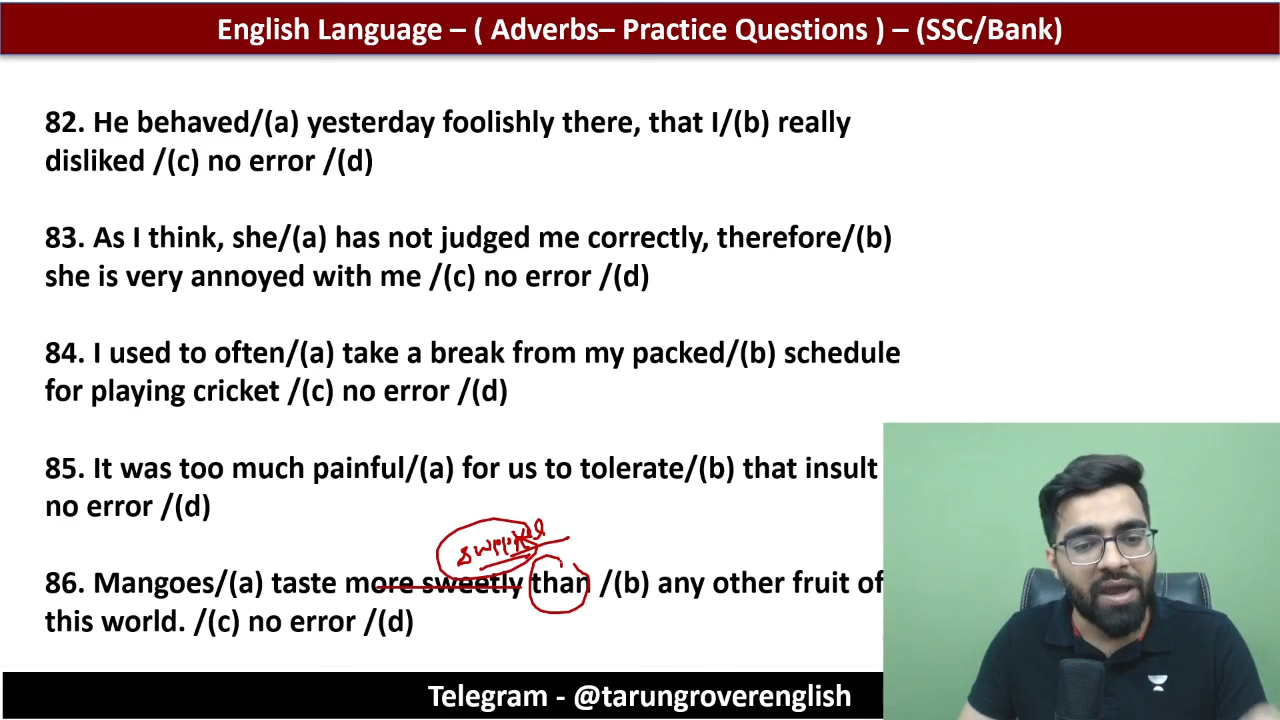 English Language – ( Adverbs– Practice Questions ) – (SSC/Bank)
82. He behaved/(a) yesterday foolishly there, that I/(b) really
disliked /(c) no error /(d)
83. As I think, she/(a) has not judged me correctly, therefore/(b)
she is very annoyed with me /(c) no error /(d)
84. I used to often/(a) take a break from my packed/(b) schedule
for playing cricket /(c) no error /(d)
85. It was too much painful/(a) for us to tolerate/(b) that insult
no error /(d)
86. Mangoes/(a) taste more sweetly than /(b) any other fruit of
this world. /(c) no error /(d)
Telegram - @tarungroverenglish